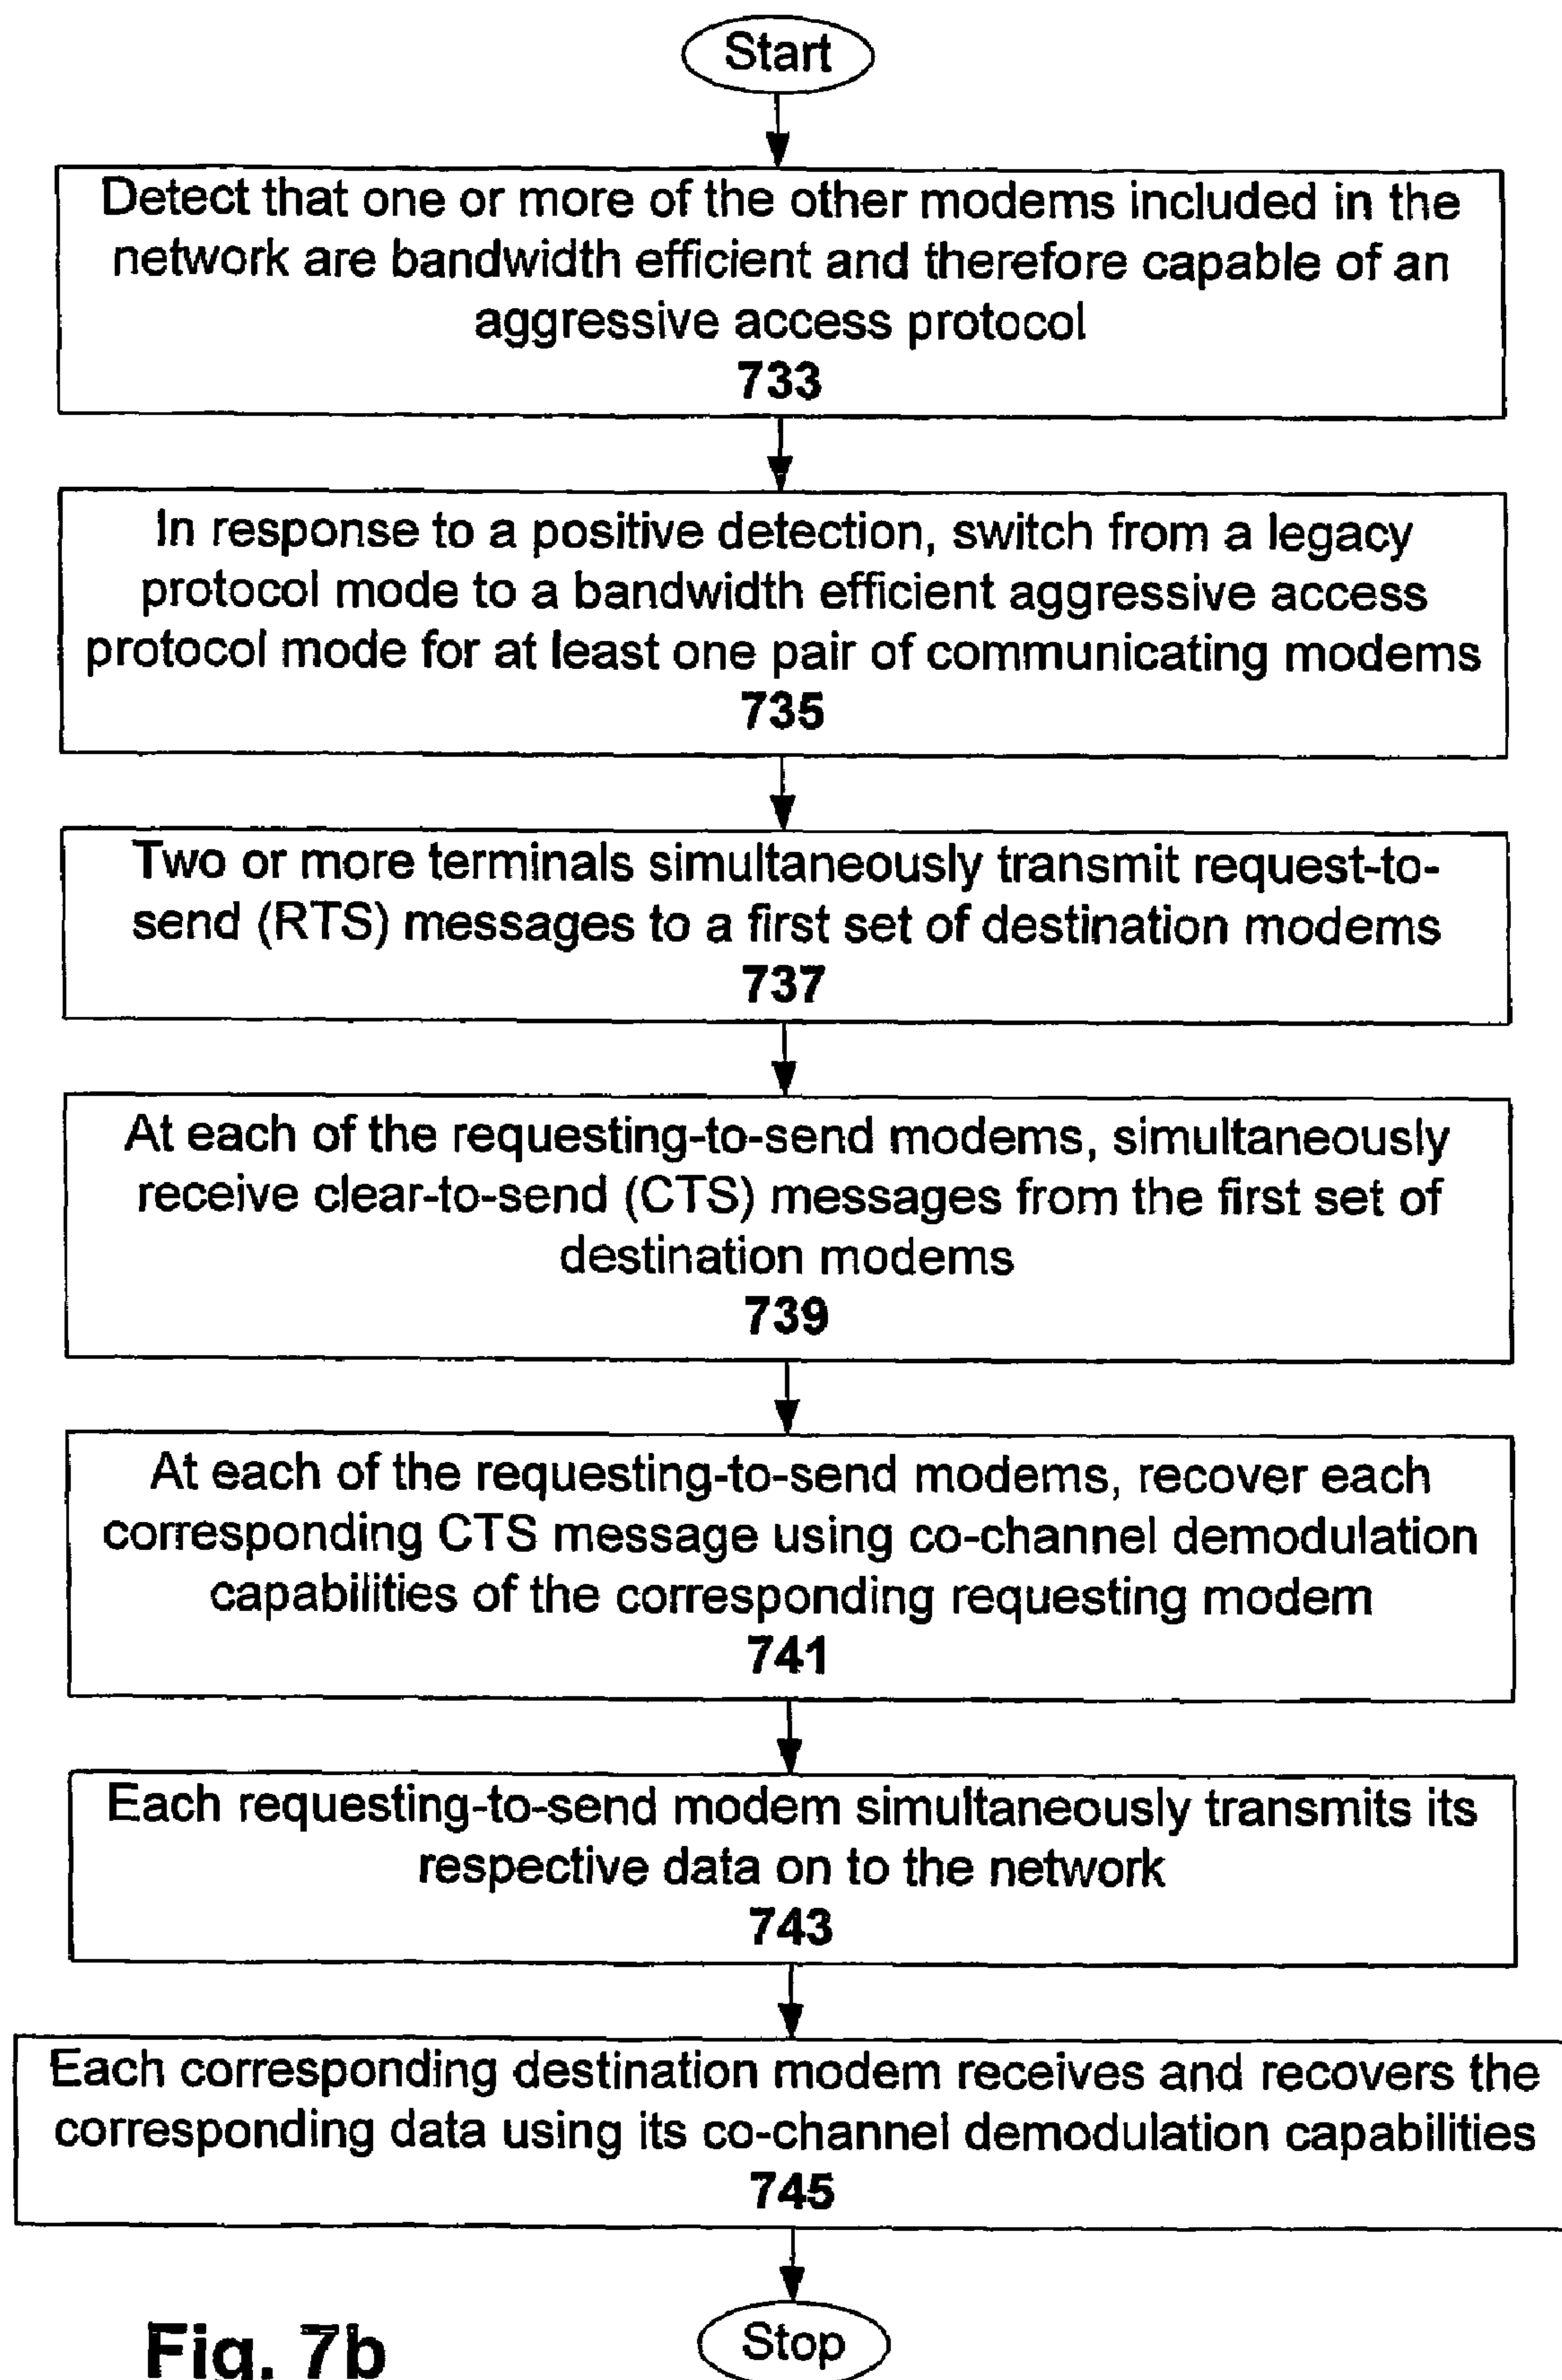 Start
Detect that one or more of the other modems included in the
network are bandwidth efficient and therefore capable of an
aggressive access protocol
733
In response to a positive detection, switch from a legacy
protocol mode to a bandwidth efficient aggressive access
protocol mode for at least one pair of communicating modems
735
Two or more terminals simultaneously transmit request-to-
send (RTS) messages to a first set of destination modems
737
At each of the requesting-to-send modems, simultaneously
receive clear-to-send (CTS) messages from the first set of
destination modems
739
At each of the requesting-to-send modems, recover each
corresponding CTS message using co-channel demodulation
capabilities of the corresponding requesting modem
741
Each requesting-to-send modem simultaneously transmits its
respective data on to the network
743
Each corresponding destination modem receives and recovers the
corresponding data using its co-channel demodulation capabilities
745
Stop
Fig. 7b